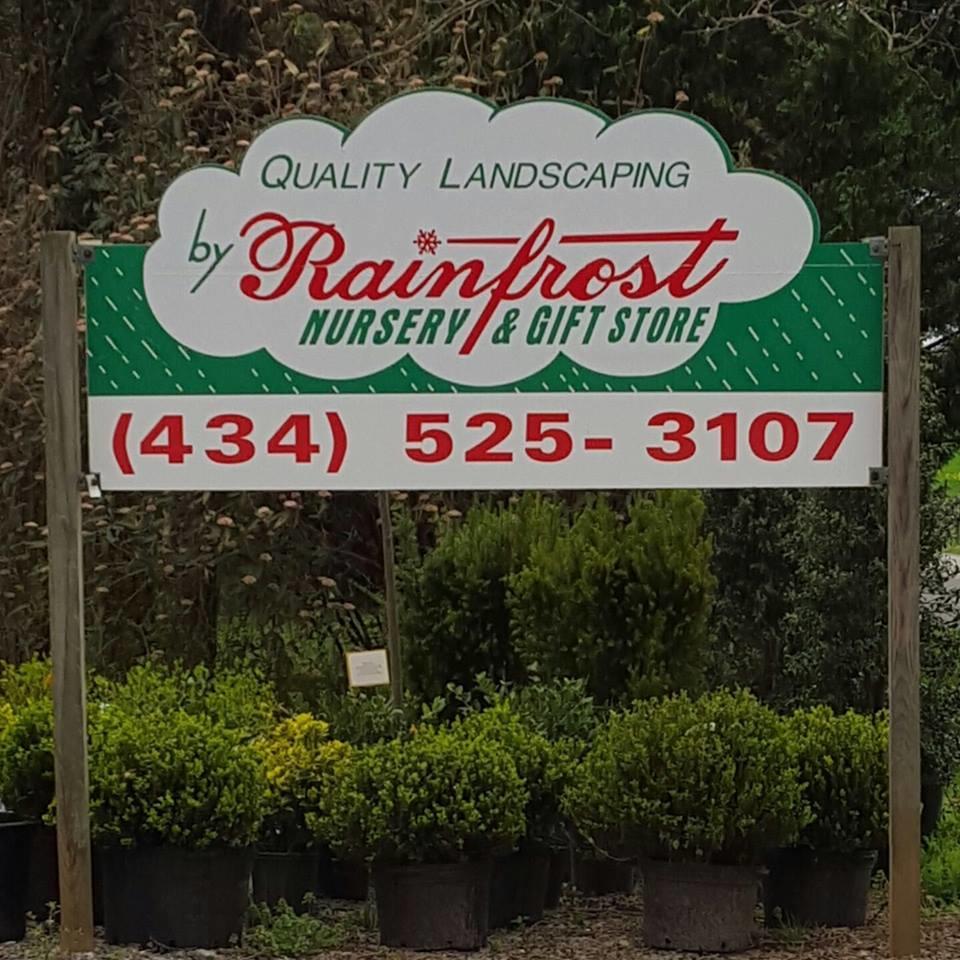 QUALITY LANDSCAPING
by Rainfrost
NURSERY & GIFT STORE
(434) 525-3107